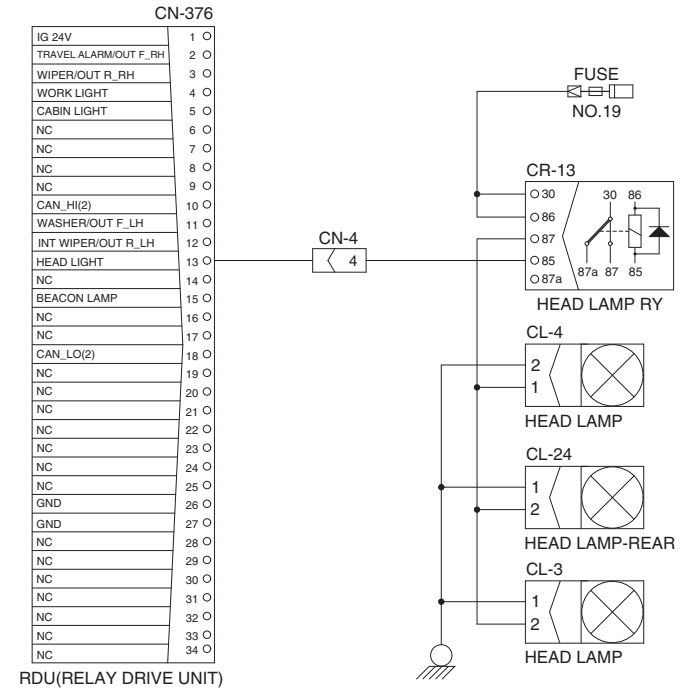 CN-376
IG 24V 1
TRAVEL ALARM/OUT F_RH 2
WIPER/OUT R_RH 3
WORK LIGHT 4
CABIN LIGHT 5
NC 6
NC 7
NC 8
NC 9
CAN_HI(2) 10
WASHER/OUT F_LH 11
INT WIPER/OUT R_LH 12
HEAD LIGHT 13
NC 14
BEACON LAMP 15
NC 16
NC 17
CAN_LO(2) 18
NC 19
NC 20
NC 21
NC 22
NC 23
NC 24
NC 25
GND 26
GND 27
NC 28
NC 29
NC 30
NC 31
NC 32
NC 33
NC 34
RDU(RELAY DRIVE UNIT)
CN-4
4
FUSE
NO.19
CR-13
30
86
87
85
87a
30 86
87a 87 85
HEAD LAMP RY
CL-4
2
1
HEAD LAMP
CL-24
1
2
HEAD LAMP-REAR
CL-3
1
2
HEAD LAMP